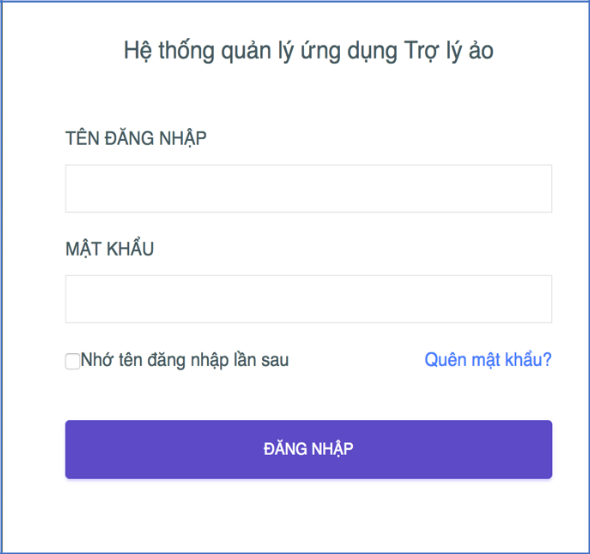 Hệ thống quản lý ứng dụng Trợ lý ảo
TÊN ĐĂNG NHẬP
MẬT KHẨU
Nhớ tên đăng nhập lần sau
Quên mật khẩu?
ĐĂNG NHẬP